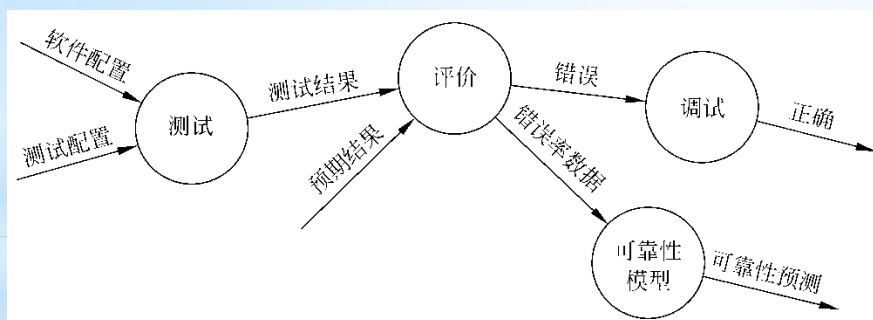 软件配置
测试配置
测试
测试结果
预期结果
评价
错误
错误率数据
调试
正确
可靠性
模型
可靠性预测